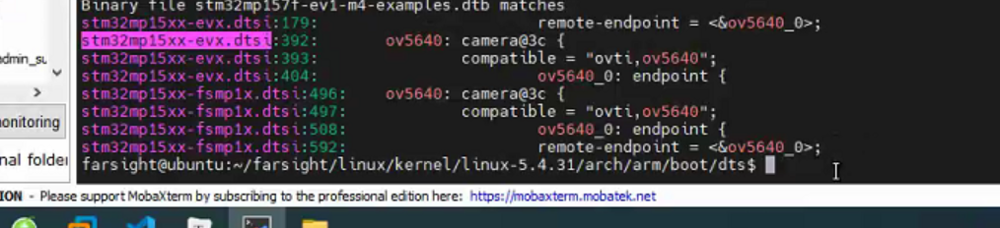 Binary file stm32mp157f-ev1-m4-examples.dtb matches
stm32mp15xx-evx.dtsi:179: remote-endpoint = <&ov5640_0>;
stm32mp15xx-evx.dtsi:392: ov5640: camera@3c {
stm32mp15xx-evx.dtsi:393: compatible = "ovti,ov5640";
stm32mp15xx-evx.dtsi:404: ov5640_0: endpoint {
stm32mp15xx-fsmp1x.dtsi:496: ov5640: camera@3c {
stm32mp15xx-fsmp1x.dtsi:497: compatible = "ovti,ov5640";
stm32mp15xx-fsmp1x.dtsi:508: ov5640_0: endpoint {
stm32mp15xx-fsmp1x.dtsi:592: remote-endpoint = <&ov5640_0>;
farsight@ubuntu:~/farsight/linux/kernel/linux-5.4.31/arch/arm/boot/dts$
dmin_su
onitoring
nal folder
ION - Please support MobaXterm by subscribing to the professional edition here: https://mobaxterm.mobatek.net